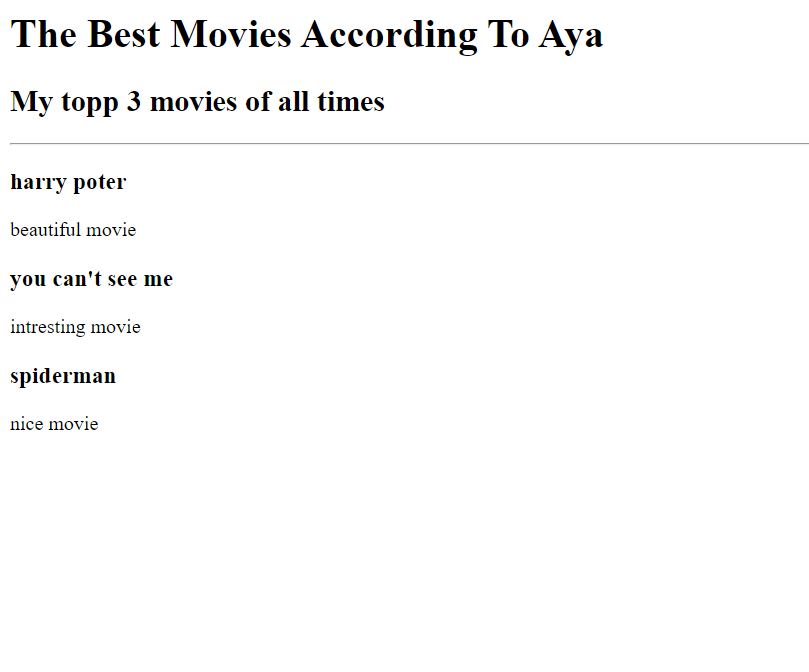 The Best Movies According To Aya
My topp 3 movies of all times
harry poter
beautiful movie
you can't see me
intresting movie
spiderman
nice movie